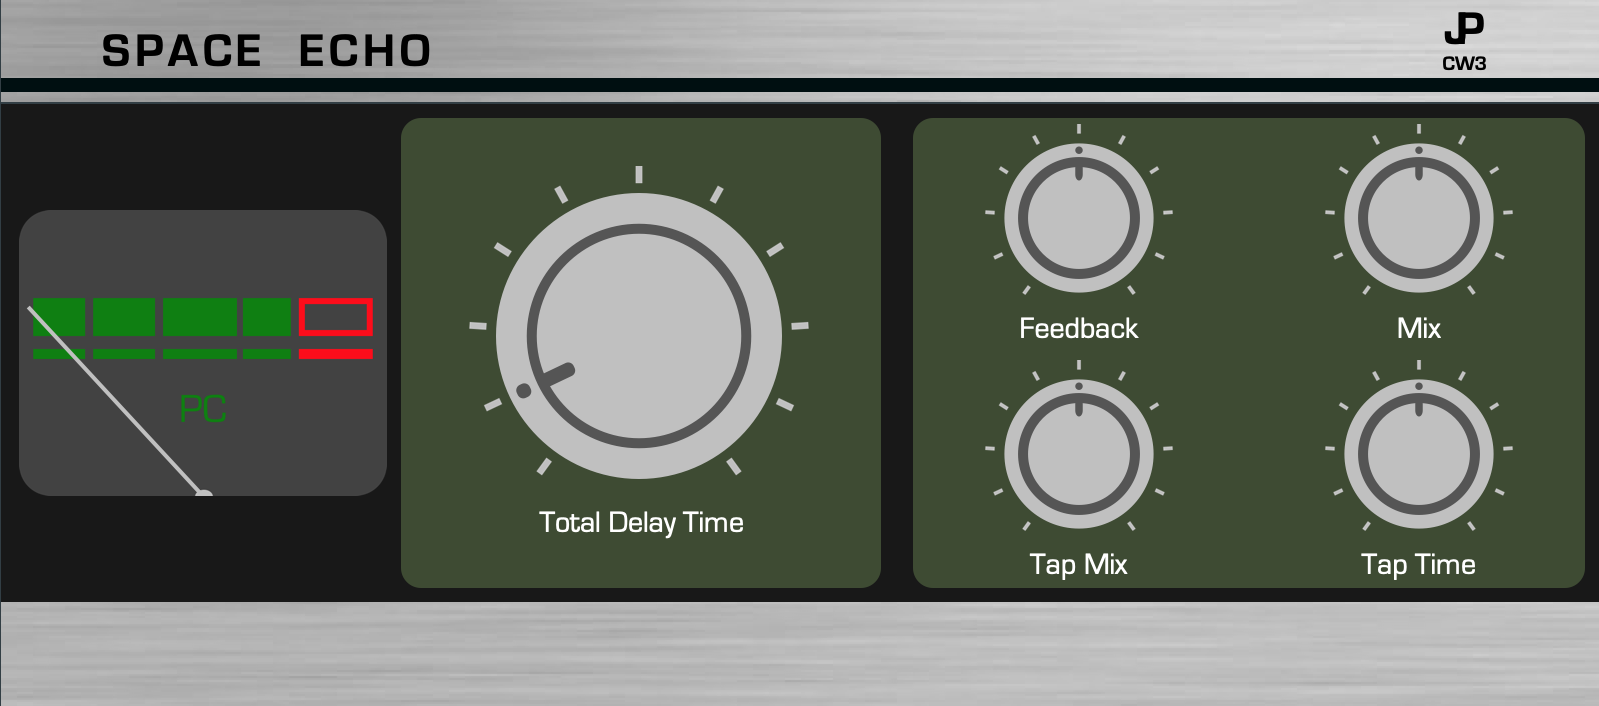 SPACE ECHO
JP
CW3
PC
Total Delay Time
Feedback
Mix
Tap Mix
Tap Time